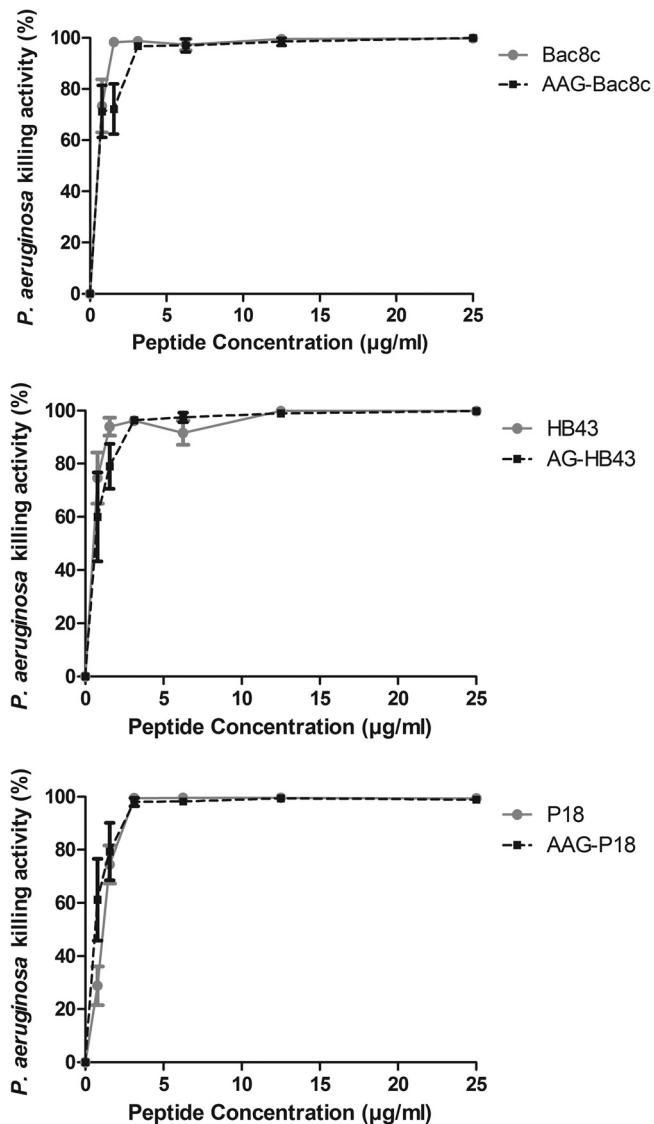 100
80
60
40
20
0
P. aeruginosa killing activity (%)
0 5 10 15 20 25
Peptide Concentration (µg/ml)
Bac8c
AAG-Bac8c
100
80
60
40
20
0
P. aeruginosa killing activity (%)
0 5 10 15 20 25
Peptide Concentration (µg/ml)
HB43
AG-HB43
100
80
60
40
20
0
P. aeruginosa killing activity (%)
0 5 10 15 20 25
Peptide Concentration (µg/ml)
P18
AAG-P18